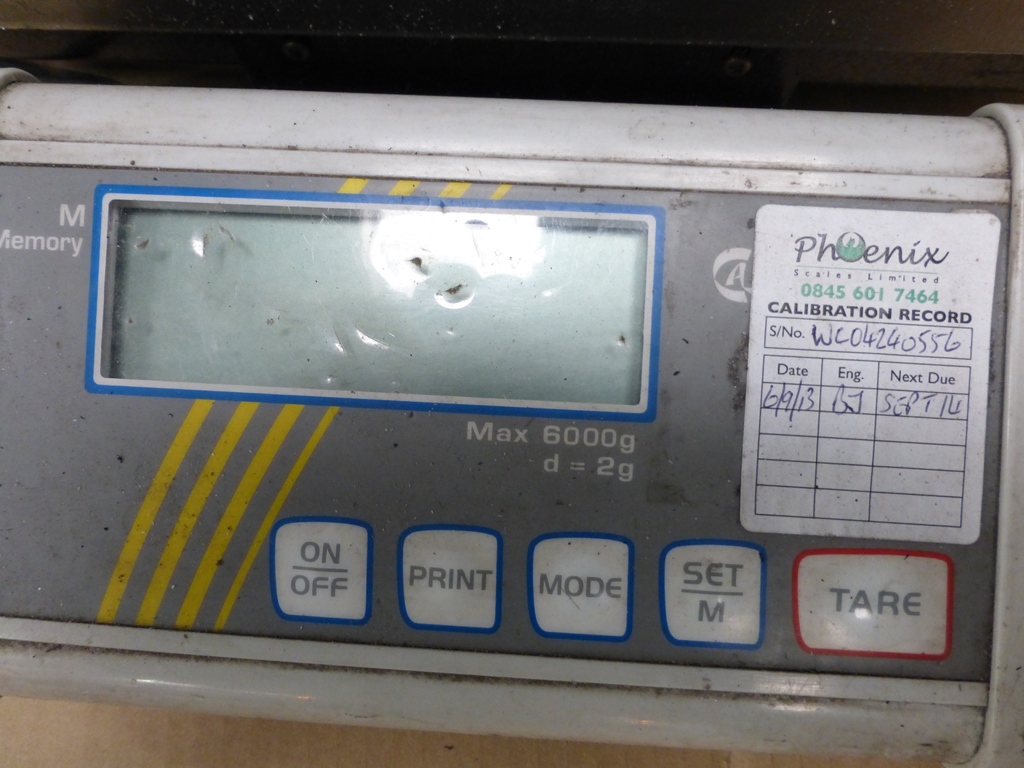 M
Memory
Max 6000g
d = 2g
ON
OFF
PRINT
MODE
SET
M
TARE
Phoenix
Scales Limited
0845 601 7464
CALIBRATION RECORD
S/No. WC04240556
Date Eng. Next Due
6/9/13 BJ SEPT 14